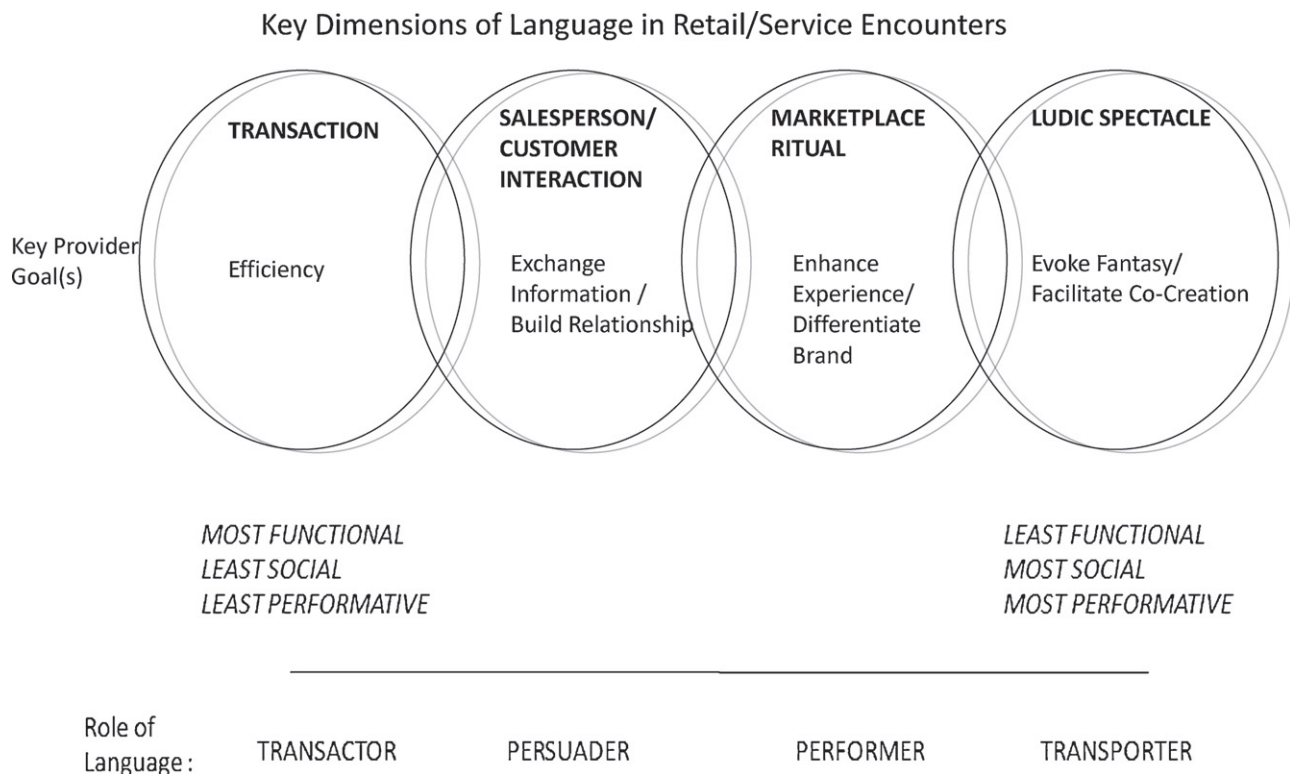 Key Dimensions of Language in Retail/Service Encounters
TRANSACTION
SALESPERSON/
CUSTOMER
INTERACTION
MARKETPLACE
RITUAL
LUDIC SPECTACLE
Key Provider
Goal(s)
Efficiency
Exchange
Information /
Build Relationship
Enhance
Experience/
Differentiate
Brand
Evoke Fantasy/
Facilitate Co-Creation
MOST FUNCTIONAL
LEAST SOCIAL
LEAST PERFORMATIVE
LEAST FUNCTIONAL
MOST SOCIAL
MOST PERFORMATIVE
Role of
Language :
TRANSACTOR
PERSUADER
PERFORMER
TRANSPORTER